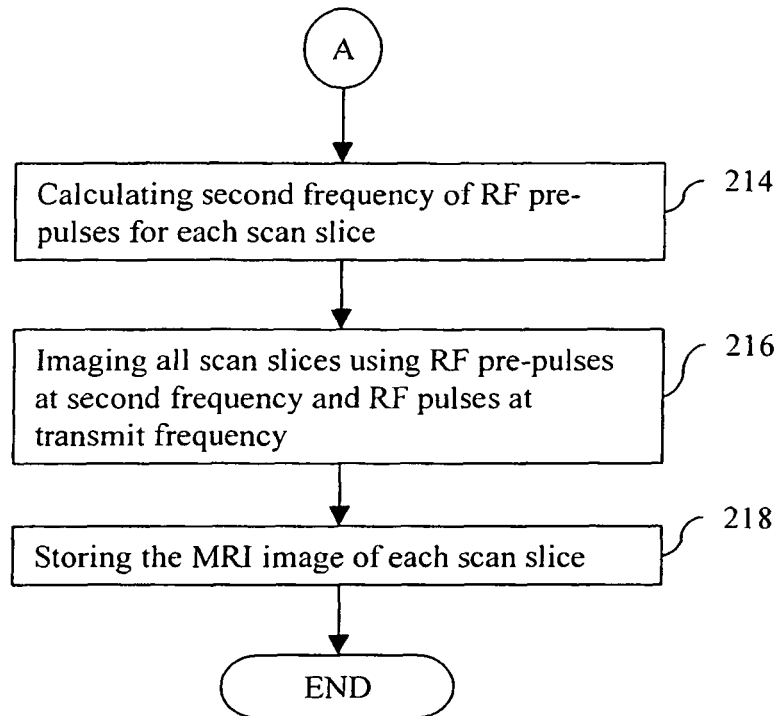 A
Calculating second frequency of RF pre-
pulses for each scan slice
214
Imaging all scan slices using RF pre-pulses
at second frequency and RF pulses at
transmit frequency
216
Storing the MRI image of each scan slice
218
END